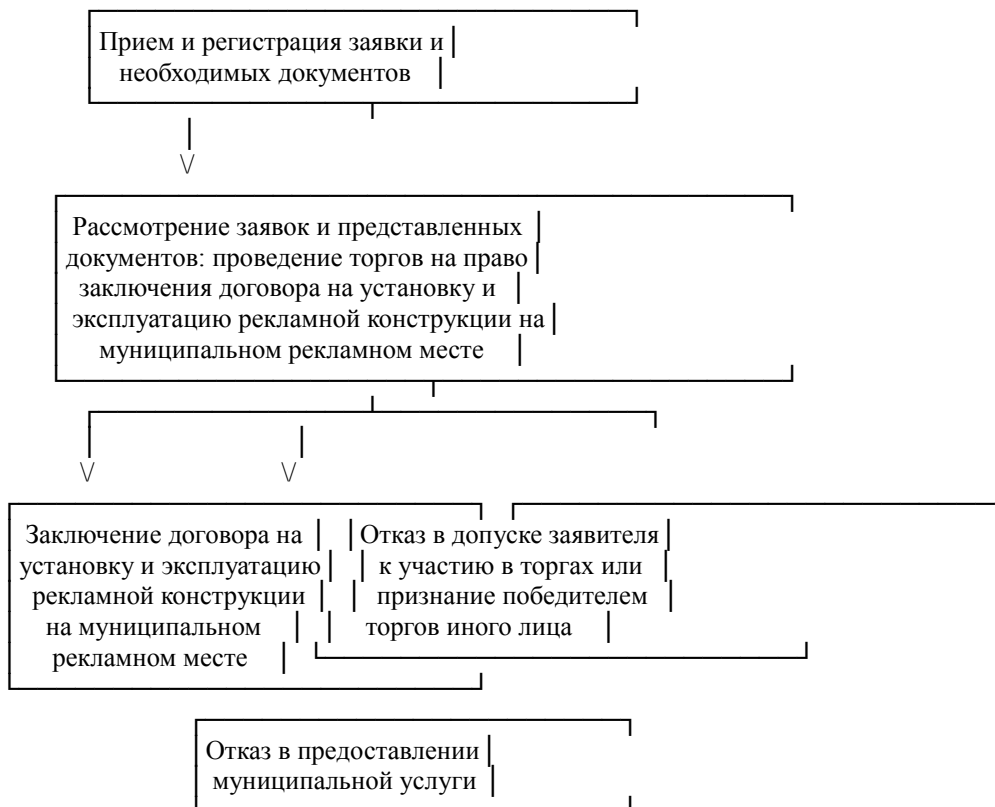 Прием и регистрация заявки и
необходимых документов
Рассмотрение заявок и представленных
документов: проведение торгов на право
заключения договора на установку и
эксплуатацию рекламной конструкции на
муниципальном рекламном месте
Заключение договора на
установку и эксплуатацию
рекламной конструкции
на муниципальном
рекламном месте
Отказ в допуске заявителя
к участию в торгах или
признание победителем
торгов иного лица
Отказ в предоставлении
муниципальной услуги